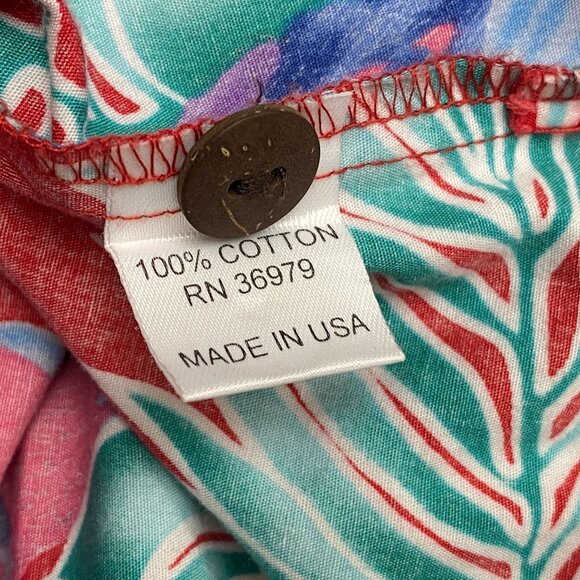 100% COTTON
RN 36979
MADE IN USA